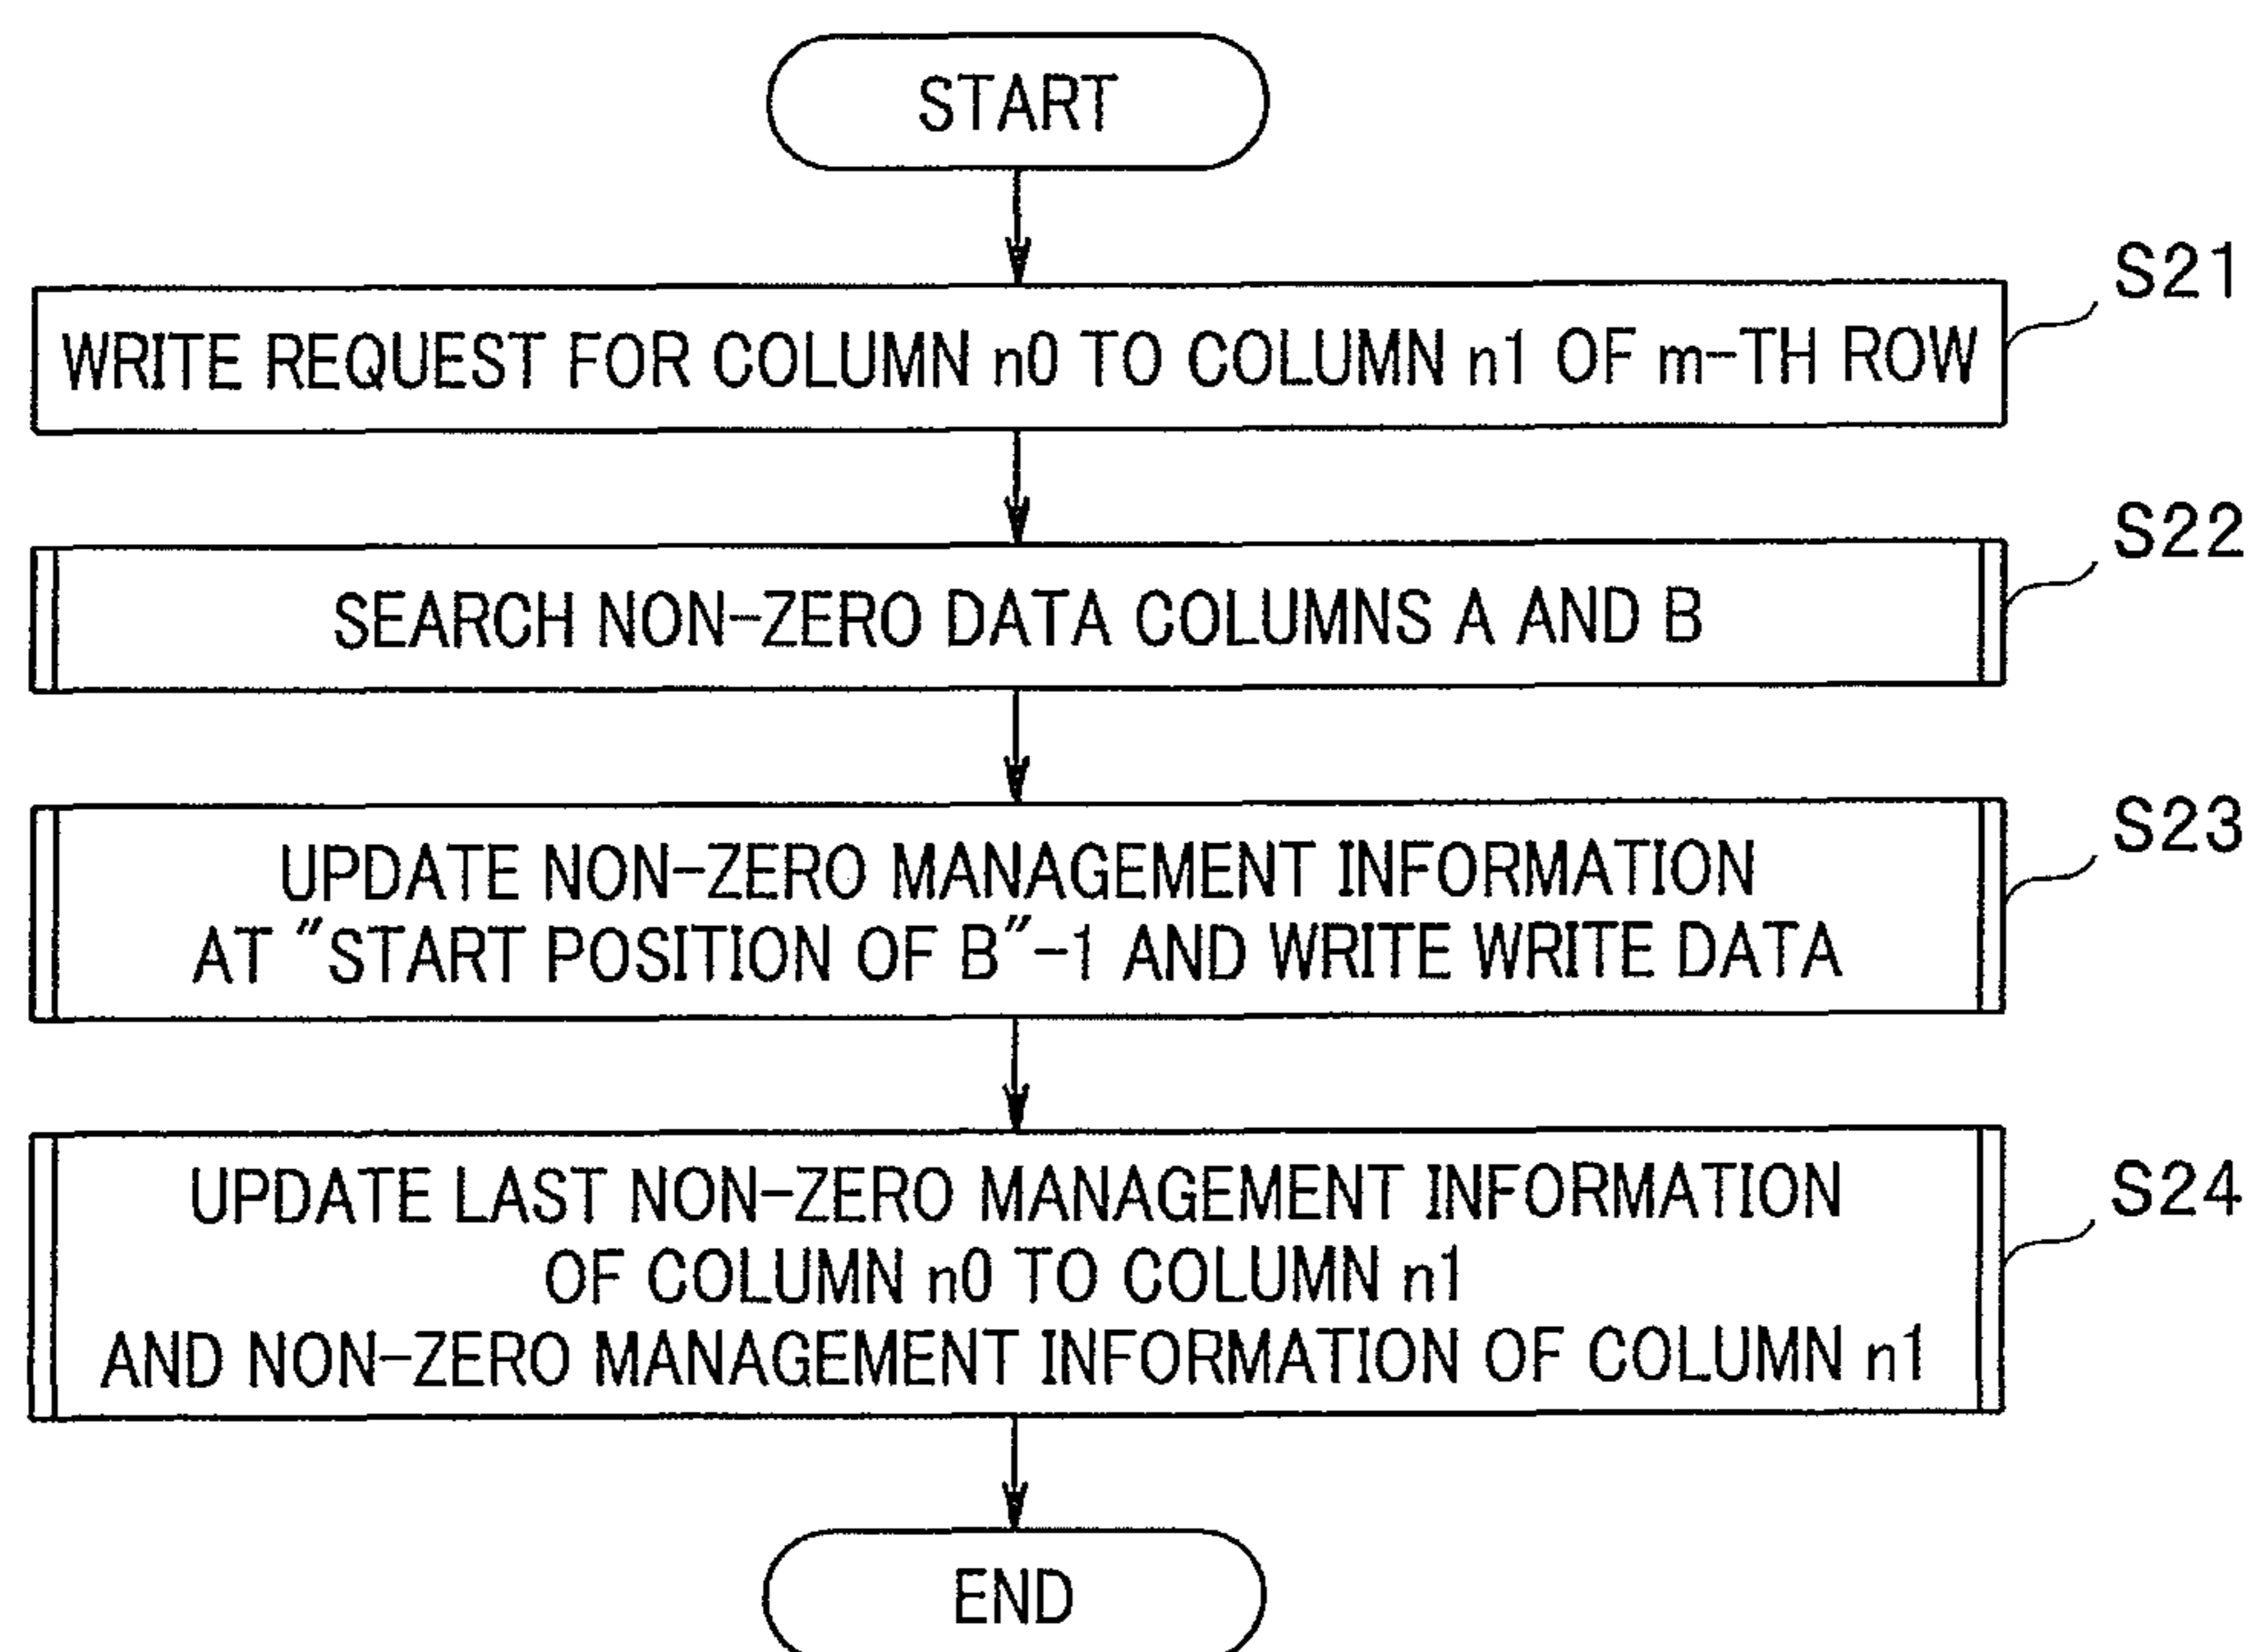 START
S21
WRITE REQUEST FOR COLUMN n0 TO COLUMN n1 OF m-TH ROW
S22
SEARCH NON-ZERO DATA COLUMNS A AND B
S23
UPDATE NON-ZERO MANAGEMENT INFORMATION
AT "START POSITION OF B"-1 AND WRITE WRITE DATA
S24
UPDATE LAST NON-ZERO MANAGEMENT INFORMATION
OF COLUMN n0 TO COLUMN n1
AND NON-ZERO MANAGEMENT INFORMATION OF COLUMN n1
END